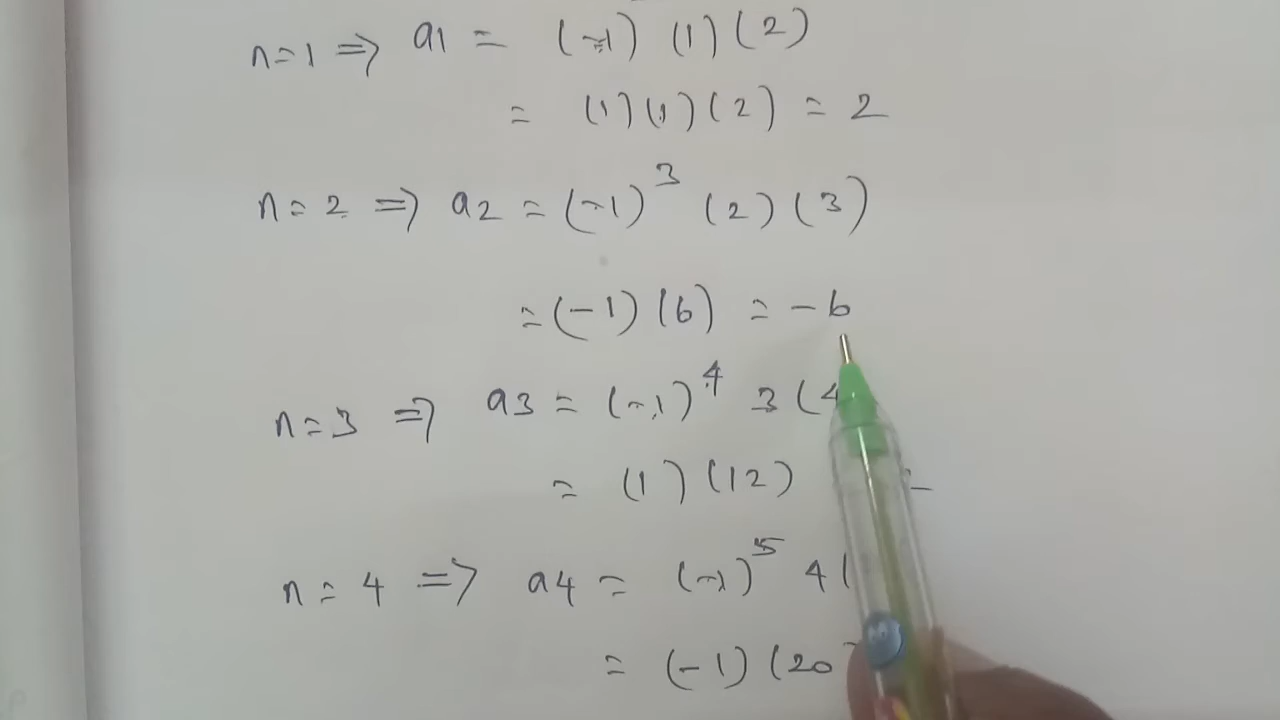 n=1 ⇒ a1 = (-1) (1) (2)
= (1) (1) (2) = 2
n=2 ⇒ a2 = (-1)^3 (2) (3)
= (-1) (6) = -6
n=3 ⇒ a3 = (-1)^4 3 (4
= (1) (12)
n=4 ⇒ a4 = (-1)^5 4 (
= (-1) (20